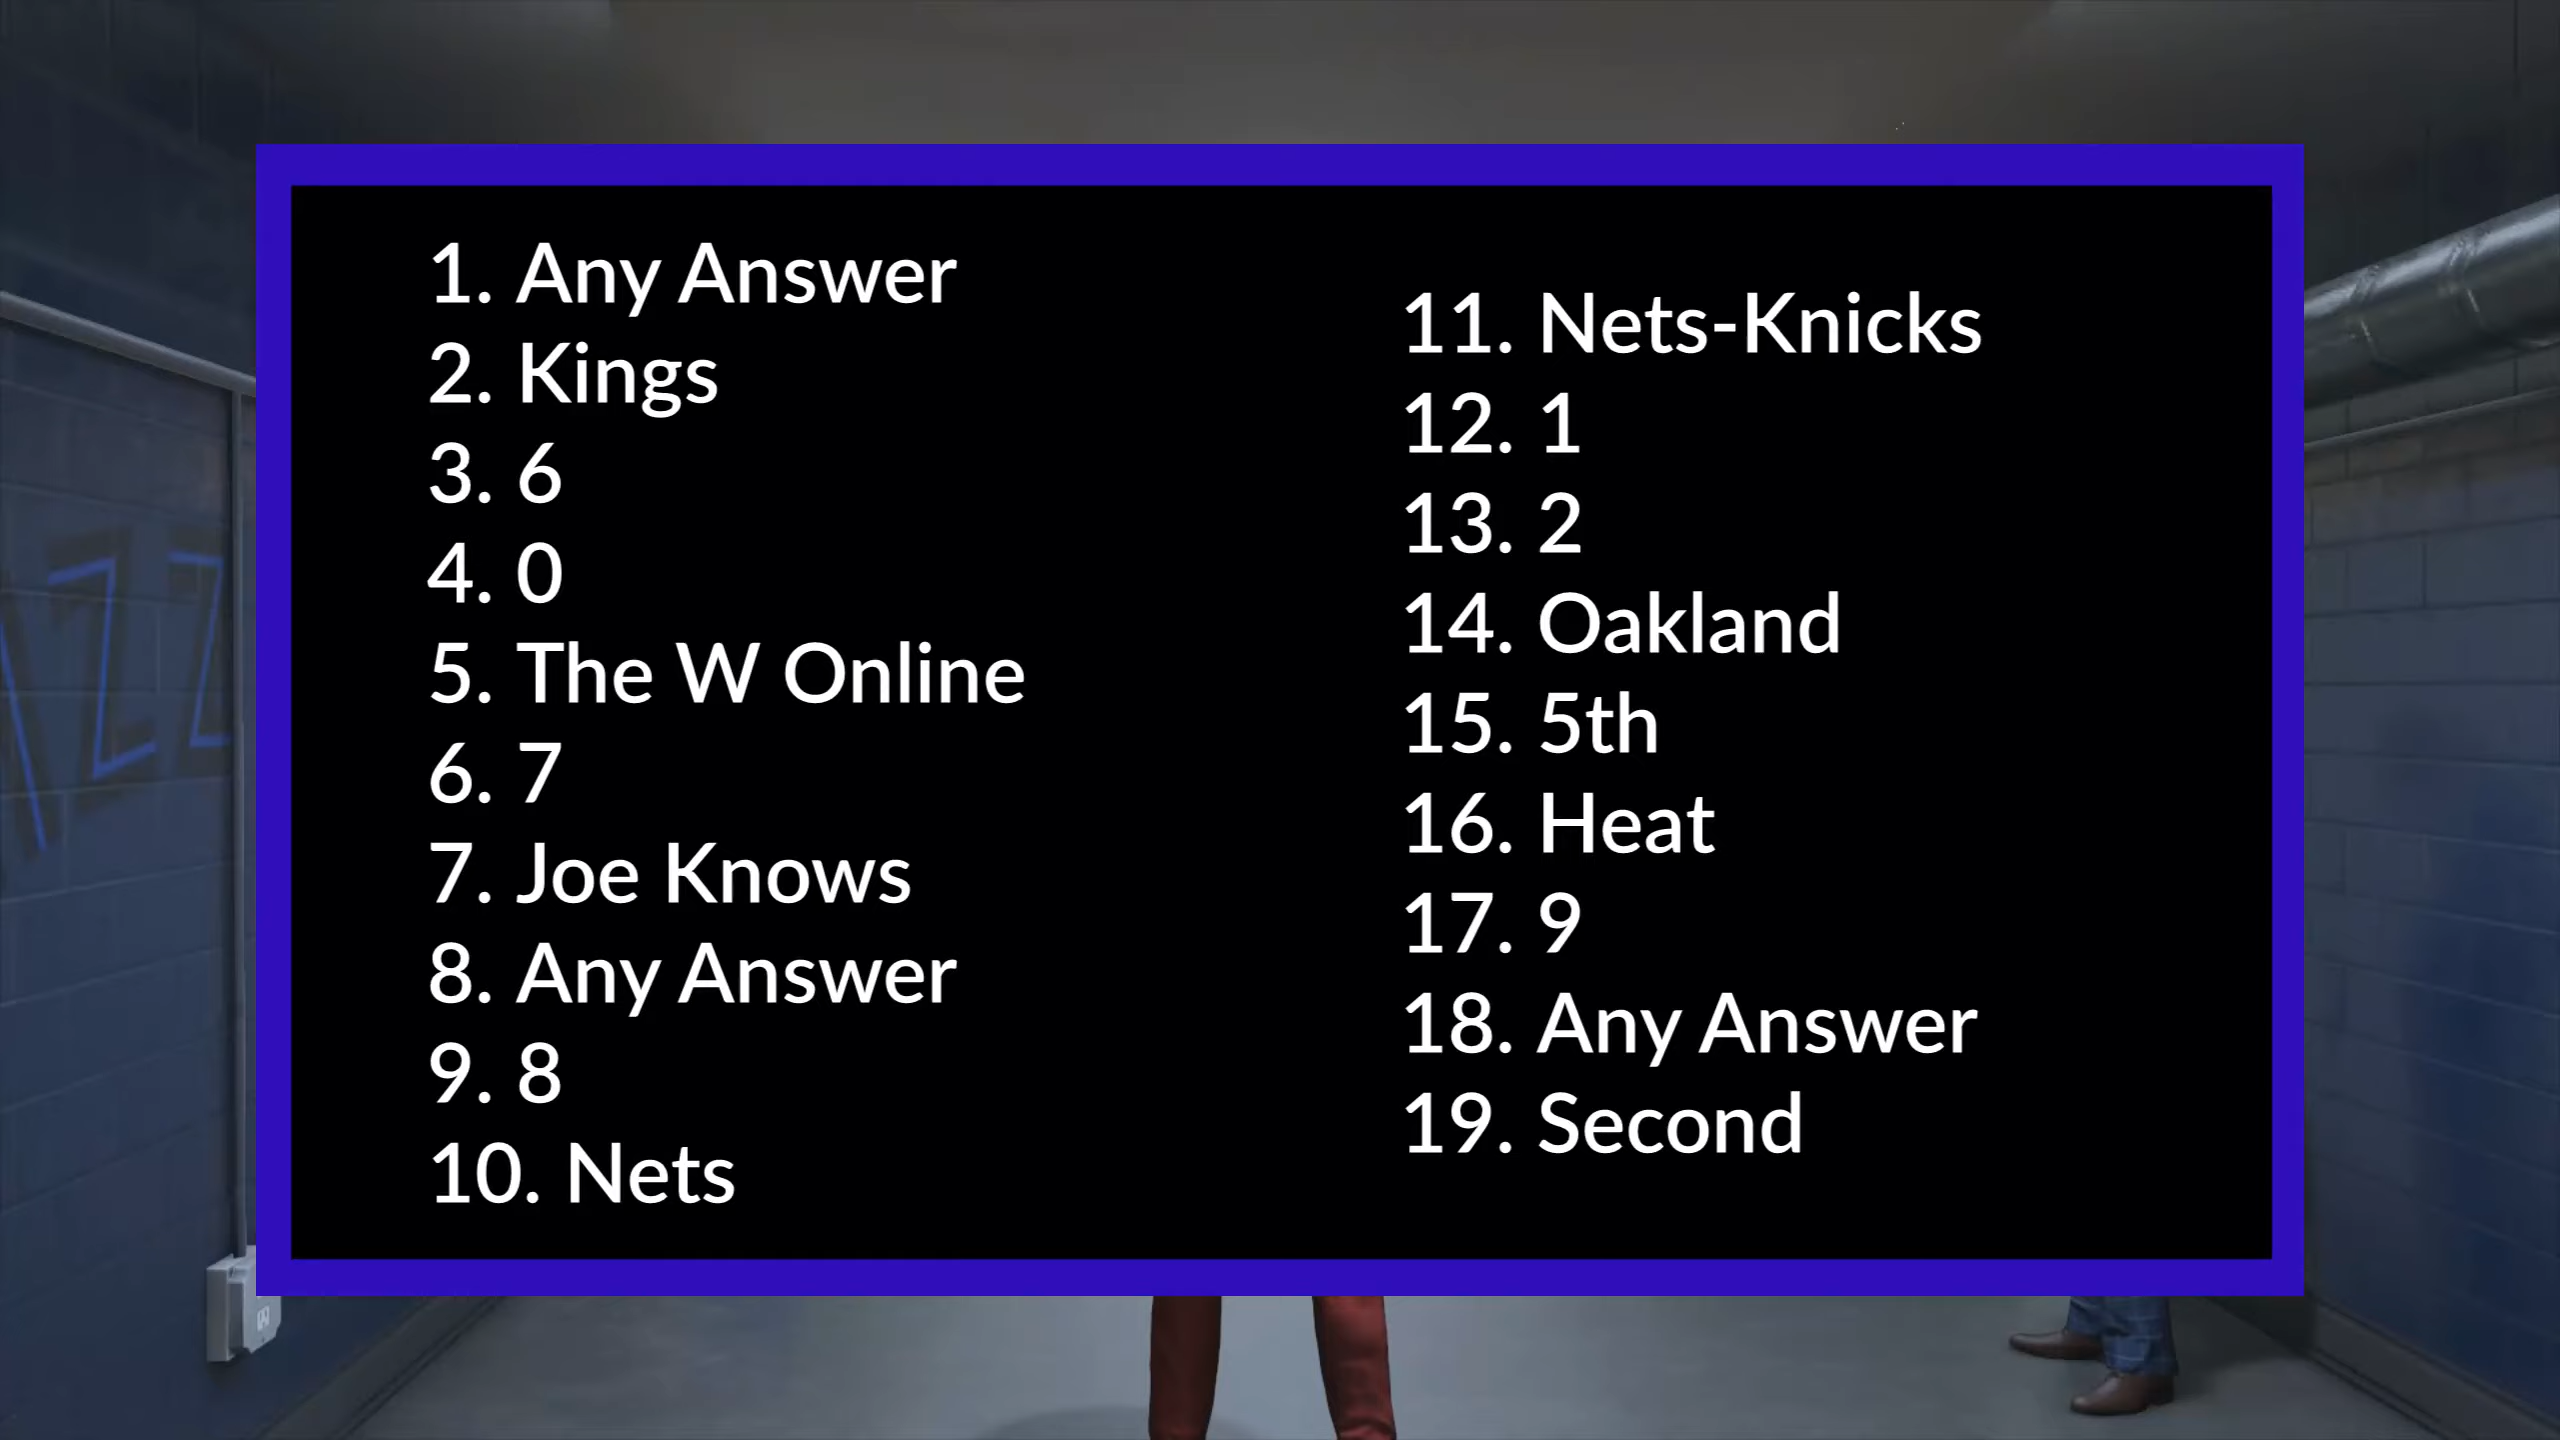 1. Any Answer
2. Kings
3. 6
4. 0
5. The W Online
6. 7
7. Joe Knows
8. Any Answer
9. 8
10. Nets
11. Nets-Knicks
12. 1
13. 2
14. Oakland
15. 5th
16. Heat
17. 9
18. Any Answer
19. Second